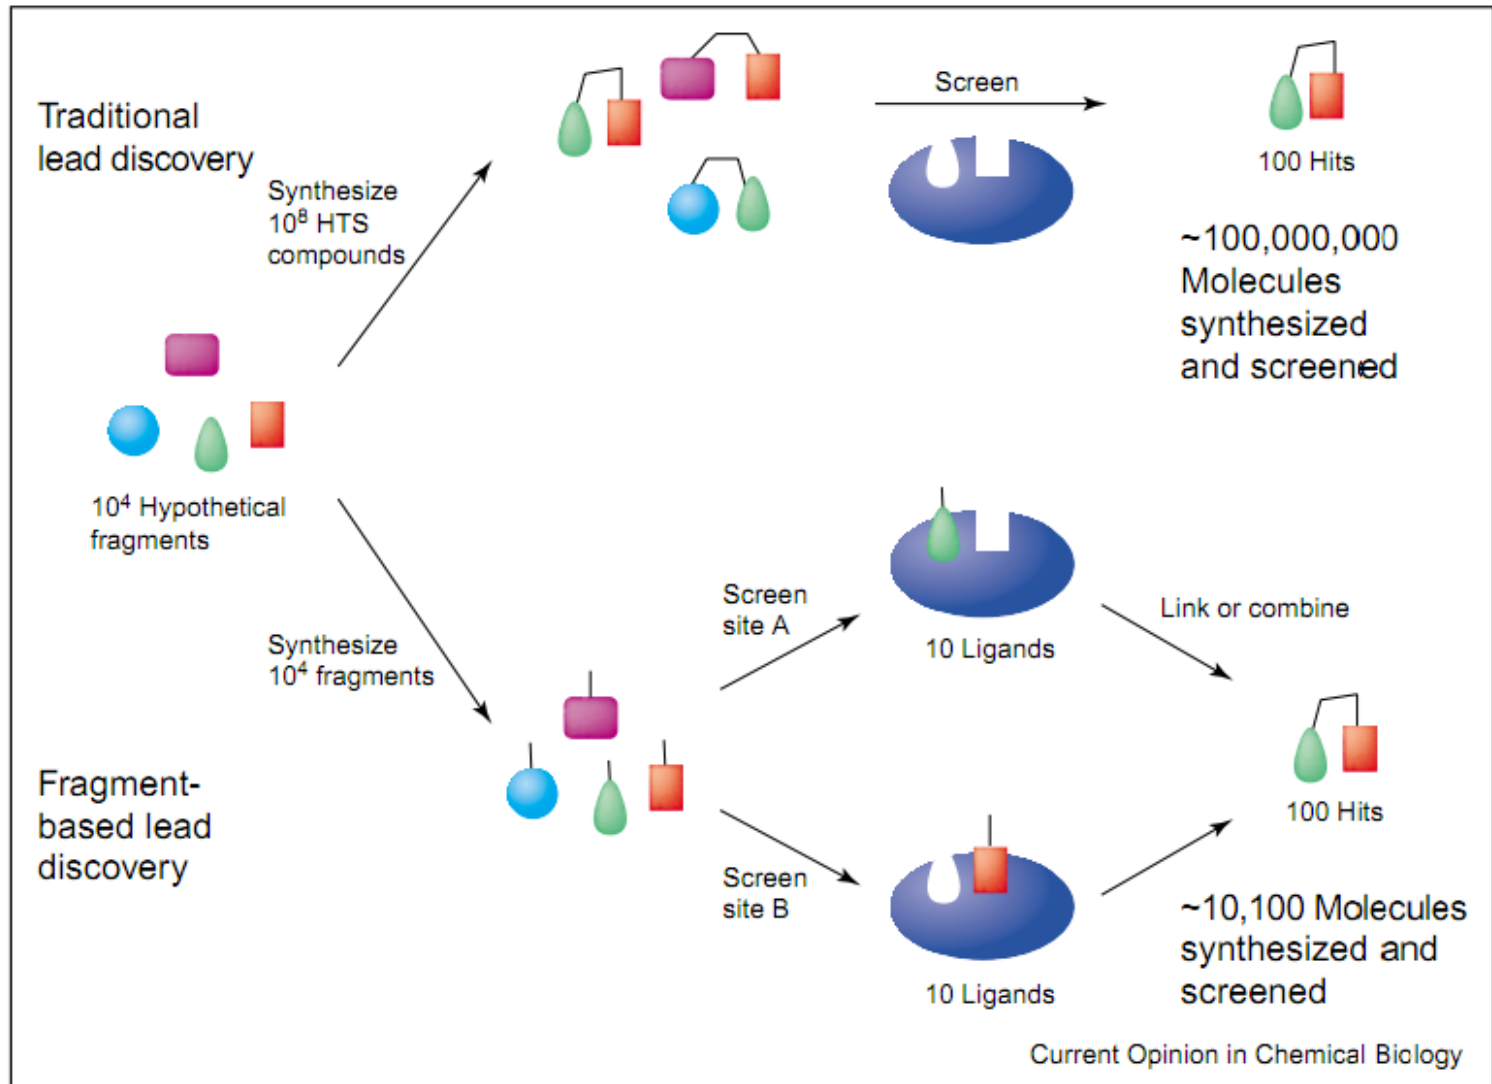 Traditional
lead discovery
Synthesize
10⁸ HTS
compounds
Screen
100 Hits
~100,000,000
Molecules
synthesized
and screened
10⁴ Hypothetical
fragments
Synthesize
10⁴ fragments
Fragment-
based lead
discovery
Screen
site A
10 Ligands
Link or combine
Screen
site B
10 Ligands
100 Hits
~10,100 Molecules
synthesized and
screened
Current Opinion in Chemical Biology